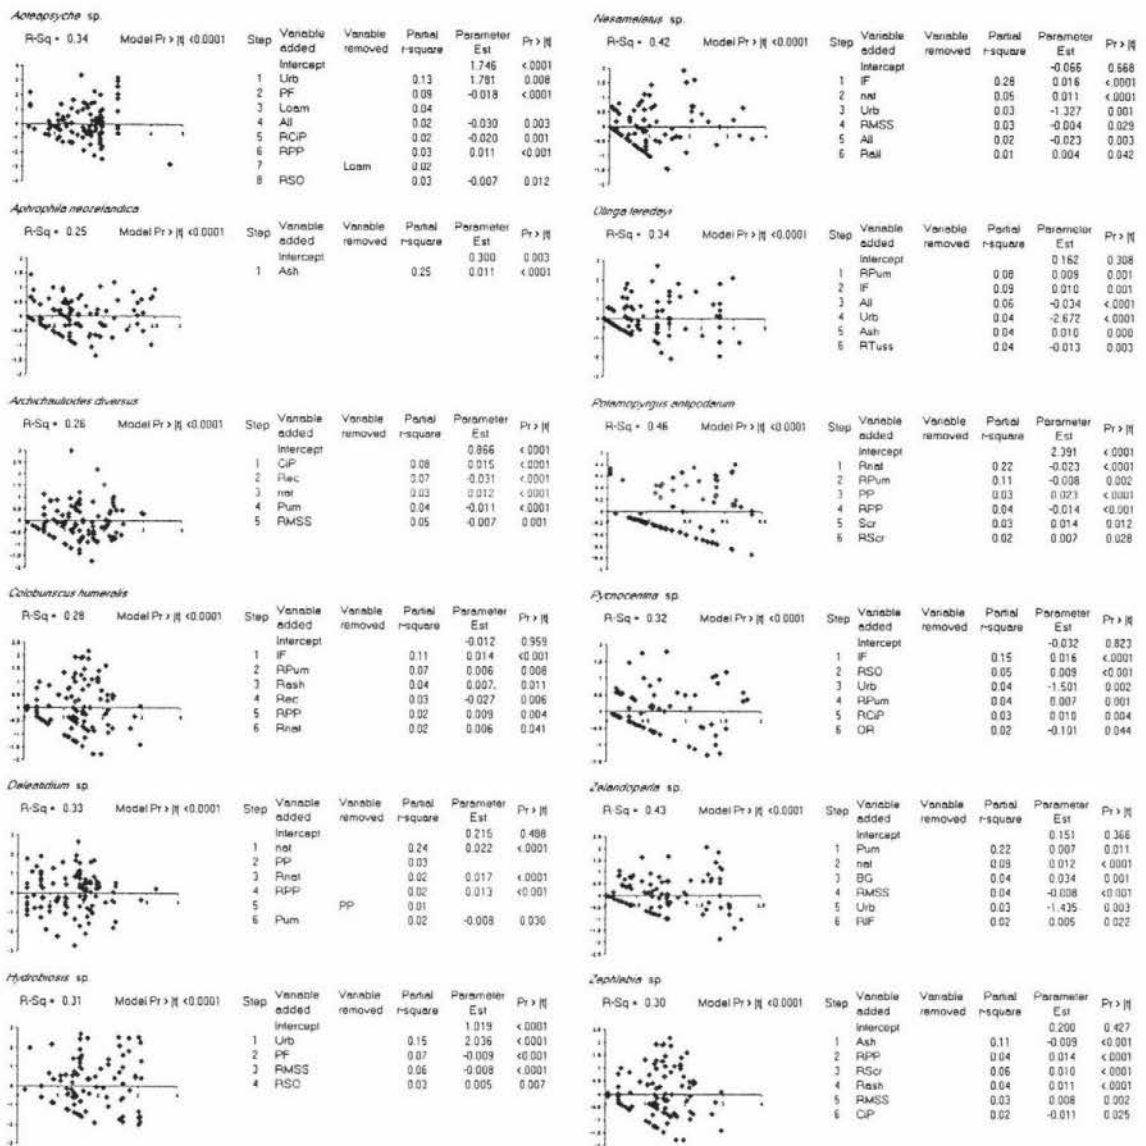 Aoteapsyche sp.
R-Sq = 0.34 Model Pr > |t| <0.0001
Step Variable added Variable removed Partial r-square Parameter Est Pr > |t|
Intercept 1.746 <.0001
1 Urb 0.13 1.781 0.008
2 PF 0.09 -0.018 <.0001
3 Loam 0.04
4 All 0.02 -0.030 0.003
5 RCiP 0.02 -0.020 0.001
6 RPP 0.03 0.011 <0.001
7 Loam 0.02
8 RSO 0.03 -0.007 0.012
Aphrophila neozelandica
R-Sq = 0.25 Model Pr > |t| <0.0001
Step Variable added Variable removed Partial r-square Parameter Est Pr > |t|
Intercept 0.300 0.003
1 Ash 0.25 0.011 <.0001
Archichauliodes diversus
R-Sq = 0.26 Model Pr > |t| <0.0001
Step Variable added Variable removed Partial r-square Parameter Est Pr > |t|
Intercept 0.866 <.0001
1 CiP 0.08 0.015 <.0001
2 Rec 0.07 -0.031 <.0001
3 nat 0.03 0.012 <.0001
4 Pum 0.04 -0.011 <.0001
5 RMSS 0.05 -0.007 0.001
Colobunscus humeralis
R-Sq = 0.28 Model Pr > |t| <0.0001
Step Variable added Variable removed Partial r-square Parameter Est Pr > |t|
Intercept -0.012 0.959
1 IF 0.11 0.014 <0.001
2 RPum 0.07 0.006 0.008
3 Rash 0.04 0.007. 0.011
4 Rec 0.03 -0.027 0.006
5 RPP 0.02 0.009 0.004
6 Rnat 0.02 0.006 0.041
Deleatidium sp.
R-Sq = 0.33 Model Pr > |t| <0.0001
Step Variable added Variable removed Partial r-square Parameter Est Pr > |t|
Intercept 0.215 0.488
1 nat 0.24 0.022 <.0001
2 PP 0.03
3 Rnat 0.02 0.017 <.0001
4 RPP 0.02 0.013 <0.001
5 PP 0.01
6 Pum 0.02 -0.008 0.030
Hydrobiosis sp.
R-Sq = 0.31 Model Pr > |t| <0.0001
Step Variable added Variable removed Partial r-square Parameter Est Pr > |t|
Intercept 1.019 <.0001
1 Urb 0.15 2.036 <.0001
2 PF 0.07 -0.009 <0.001
3 RMSS 0.06 -0.008 <.0001
4 RSO 0.03 0.005 0.007
Nesameletus sp.
R-Sq = 0.42 Model Pr > |t| <0.0001
Step Variable added Variable removed Partial r-square Parameter Est Pr > |t|
Intercept -0.066 0.668
1 IF 0.28 0.016 <.0001
2 nat 0.05 0.011 <.0001
3 Urb 0.03 -1.327 0.001
4 RMSS 0.03 -0.004 0.029
5 All 0.02 -0.023 0.003
6 Rall 0.01 0.004 0.042
Olinga feredayi
R-Sq = 0.34 Model Pr > |t| <0.0001
Step Variable added Variable removed Partial r-square Parameter Est Pr > |t|
Intercept 0.162 0.308
1 RPum 0.08 0.009 0.001
2 IF 0.09 0.010 0.001
3 All 0.06 -0.034 <.0001
4 Urb 0.04 -2.672 <.0001
5 Ash 0.04 0.010 0.000
6 RTuss 0.04 -0.013 0.003
Potamopyrgus antipodarum
R-Sq = 0.46 Model Pr > |t| <0.0001
Step Variable added Variable removed Partial r-square Parameter Est Pr > |t|
Intercept 2.391 <.0001
1 Rnat 0.22 -0.023 <.0001
2 RPum 0.11 -0.008 0.002
3 PP 0.03 0.023 <.0001
4 RPP 0.04 -0.014 <0.001
5 Scr 0.03 0.014 0.012
6 RScr 0.02 0.007 0.028
Pycnocentria sp.
R-Sq = 0.32 Model Pr > |t| <0.0001
Step Variable added Variable removed Partial r-square Parameter Est Pr > |t|
Intercept -0.032 0.823
1 IF 0.15 0.016 <.0001
2 RSO 0.05 0.009 <0.001
3 Urb 0.04 -1.501 0.002
4 RPum 0.04 0.007 0.001
5 RCiP 0.03 0.010 0.004
6 OR 0.02 -0.101 0.044
Zelandoperla sp.
R-Sq = 0.43 Model Pr > |t| <0.0001
Step Variable added Variable removed Partial r-square Parameter Est Pr > |t|
Intercept 0.151 0.366
1 Pum 0.22 0.007 0.011
2 nat 0.09 0.012 <.0001
3 BG 0.04 0.034 0.001
4 RMSS 0.04 -0.008 <0.001
5 Urb 0.03 -1.435 0.003
6 RIF 0.02 0.005 0.022
Zephlebia sp.
R-Sq = 0.30 Model Pr > |t| <0.0001
Step Variable added Variable removed Partial r-square Parameter Est Pr > |t|
Intercept 0.200 0.427
1 Ash 0.11 -0.009 <0.001
2 RPP 0.04 0.014 <.0001
3 RScr 0.06 0.010 <.0001
4 Rash 0.04 0.011 <.0001
5 RMSS 0.03 0.008 0.002
6 CiP 0.02 -0.011 0.025